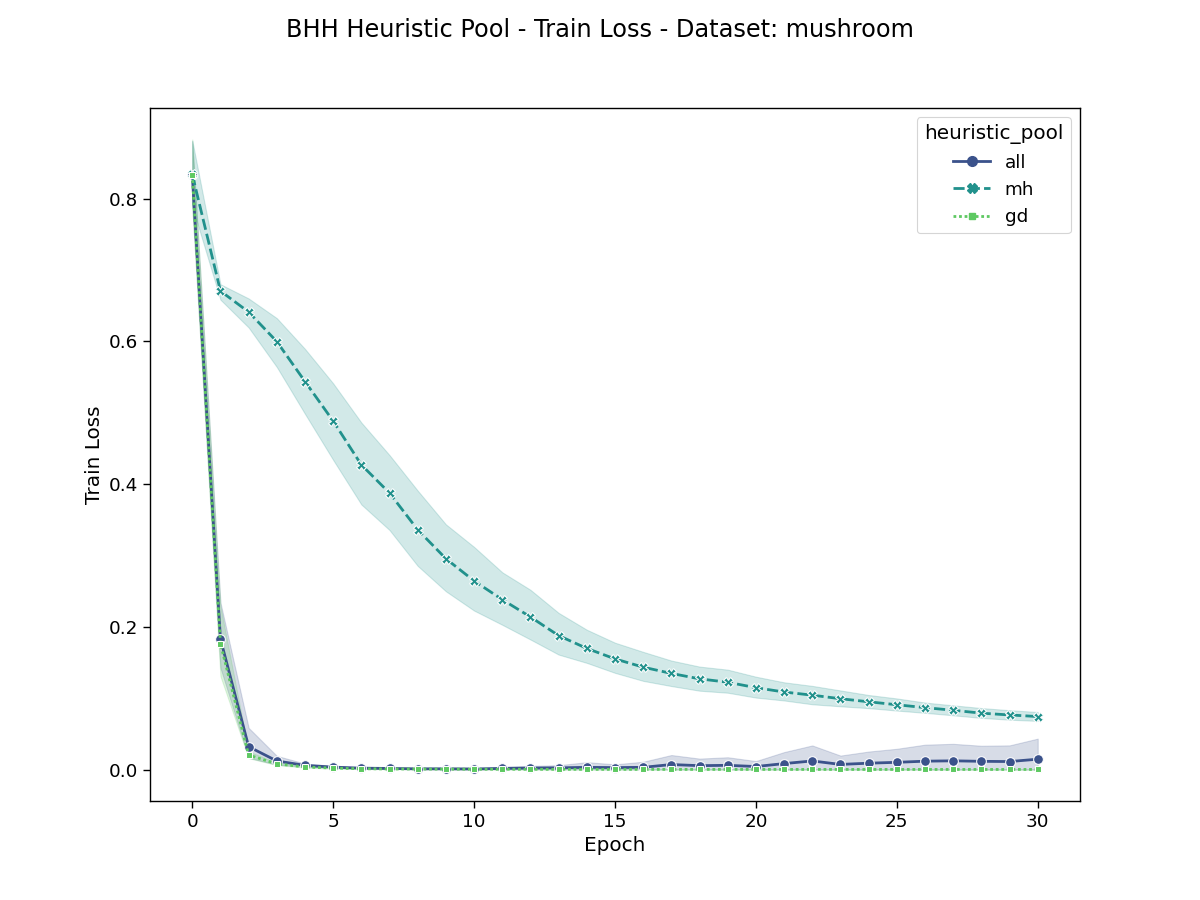 BHH Heuristic Pool - Train Loss - Dataset: mushroom
heuristic_pool
all
mh
gd
Train Loss
0.8
0.6
0.4
0.2
0.0
0 5 10 15 20 25 30
Epoch